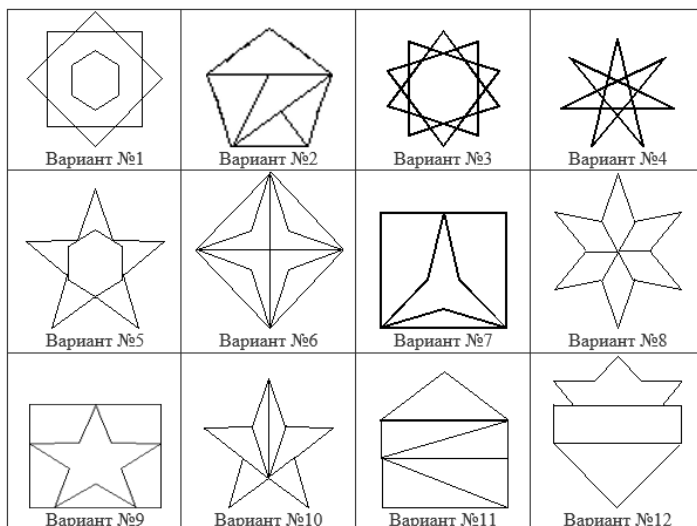 Вариант №1
Вариант №2
Вариант №3
Вариант №4
Вариант №5
Вариант №6
Вариант №7
Вариант №8
Вариант №9
Вариант №10
Вариант №11
Вариант №12